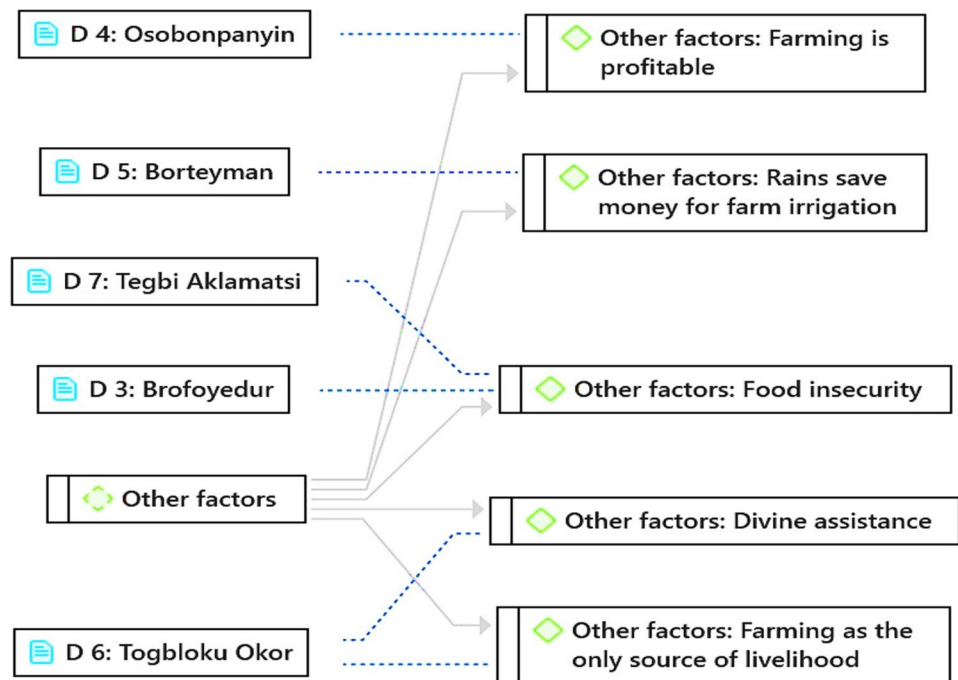 D 4: Osobonpanyin
Other factors: Farming is
profitable
D 5: Borteyman
Other factors: Rains save
money for farm irrigation
D 7: Tegbi Aklamatsi
D 3: Brofoyedur
Other factors: Food insecurity
Other factors
Other factors: Divine assistance
D 6: Togbloku Okor
Other factors: Farming as the
only source of livelihood